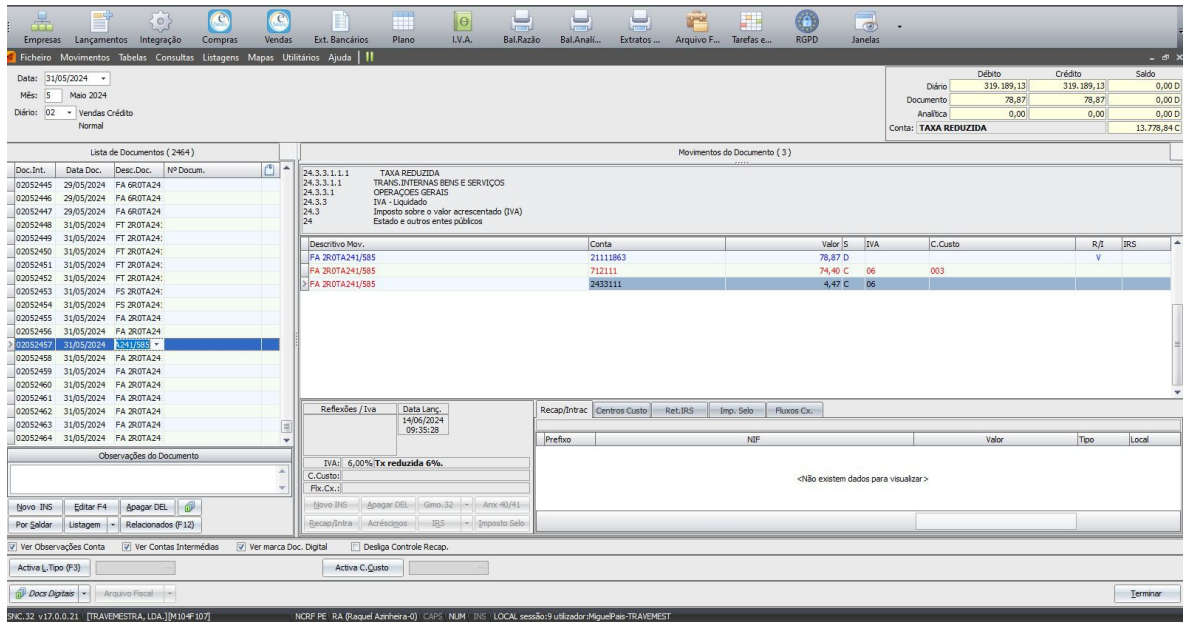 Empresas Lançamentos Integração Compras Vendas Ext. Bancários Plano I.V.A. Bal.Razão Bal.Analí... Extratos ... Arquivo F... Tarefas e... RGPD Janelas
Ficheiro Movimentos Tabelas Consultas Listagens Mapas Utilitários Ajuda
Data: 31/05/2024
Mês: 5 Maio 2024
Diário: 02 Vendas Crédito
Normal
Débito Crédito Saldo
Diário 319.189,13 319.189,13 0,00 D
Documento 78,87 78,87 0,00 D
Analítica 0,00 0,00 0,00 D
Conta: TAXA REDUZIDA 13.778,84 C
Lista de Documentos ( 2464 )
Doc.Int. Data Doc. Desc.Doc. Nº Docum.
02052445 29/05/2024 FA 6R0TA24
02052446 29/05/2024 FA 6R0TA24
02052447 29/05/2024 FA 6R0TA24
02052448 31/05/2024 FT 2R0TA24
02052449 31/05/2024 FT 2R0TA24
02052450 31/05/2024 FT 2R0TA24
02052451 31/05/2024 FT 2R0TA24
02052452 31/05/2024 FT 2R0TA24
02052453 31/05/2024 FS 2R0TA24
02052454 31/05/2024 FS 2R0TA24
02052455 31/05/2024 FA 2R0TA24
02052456 31/05/2024 FA 2R0TA24
02052457 31/05/2024 A241/585
02052458 31/05/2024 FA 2R0TA24
02052459 31/05/2024 FA 2R0TA24
02052460 31/05/2024 FA 2R0TA24
02052461 31/05/2024 FA 2R0TA24
02052462 31/05/2024 FA 2R0TA24
02052463 31/05/2024 FA 2R0TA24
02052464 31/05/2024 FA 2R0TA24
Observações do Documento
Novo INS Editar F4 Apagar DEL
Por Saldar Listagem Relacionados (F12)
Movimentos do Documento ( 3 )
24.3.3.1.1.1 TAXA REDUZIDA
24.3.3.1.1 TRANS.INTERNAS BENS E SERVIÇOS
24.3.3.1 OPERAÇOES GERAIS
24.3.3 IVA - Liquidado
24.3 Imposto sobre o valor acrescentado (IVA)
24 Estado e outros entes públicos
Descritivo Mov. Conta Valor S IVA C.Custo R/I IRS
FA 2R0TA241/585 21111863 78,87 D V
FA 2R0TA241/585 712111 74,40 C 06 003
FA 2R0TA241/585 2433111 4,47 C 06
Reflexões / Iva Data Lanç.
14/06/2024
09:35:28
IVA: 6,00% Tx reduzida 6%.
C.Custo:
Flx.Cx.:
Novo INS Apagar DEL Gimo.32 Anx 40/41
Recap/Intra Acréscimos IRS Imposto Selo
Recap/Intrac Centros Custo Ret.IRS Imp. Selo Fluxos Cx.
Prefixo NIF Valor Tipo Local
<Não existem dados para visualizar>
Ver Observações Conta Ver Contas Intermédias Ver marca Doc. Digital Desliga Controle Recap.
Activa L.Tipo (F3) Activa C.Custo
Docs Digitais Arquivo Fiscal Terminar
SNC.32 v17.0.0.21 [TRAVEMESTRA, LDA.][M104F107] NCRF PE RA (Raquel Azinheira-0) CAPS NUM INS LOCAL sessão:9 utilizador:MiguelPais-TRAVEMEST